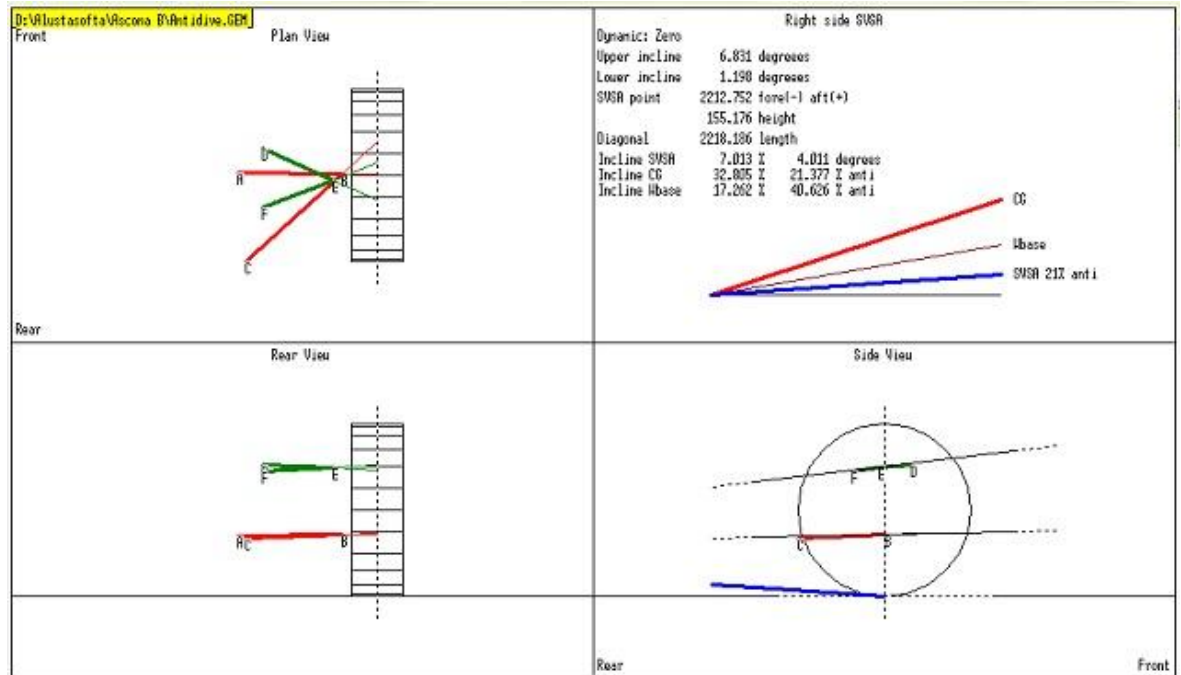 D:\Alustasofta\Ascona B\Antidive.GEM
Front
Plan View
D
A
B
E
F
C
Rear
Right side SVSA
Dynamic: Zero
Upper incline 6.831 degreees
Lower incline 1.198 degreees
SVSA point 2212.752 fore(-) aft(+)
155.176 height
Diagonal 2218.186 length
Incline SVSA 7.013 % 4.011 degrees
Incline CG 32.805 % 21.377 % anti
Incline Wbase 17.262 % 40.626 % anti
CG
Wbase
SVSA 21% anti
Rear View
F
E
A
C
B
Side View
F
E
D
C
B
Rear
Front